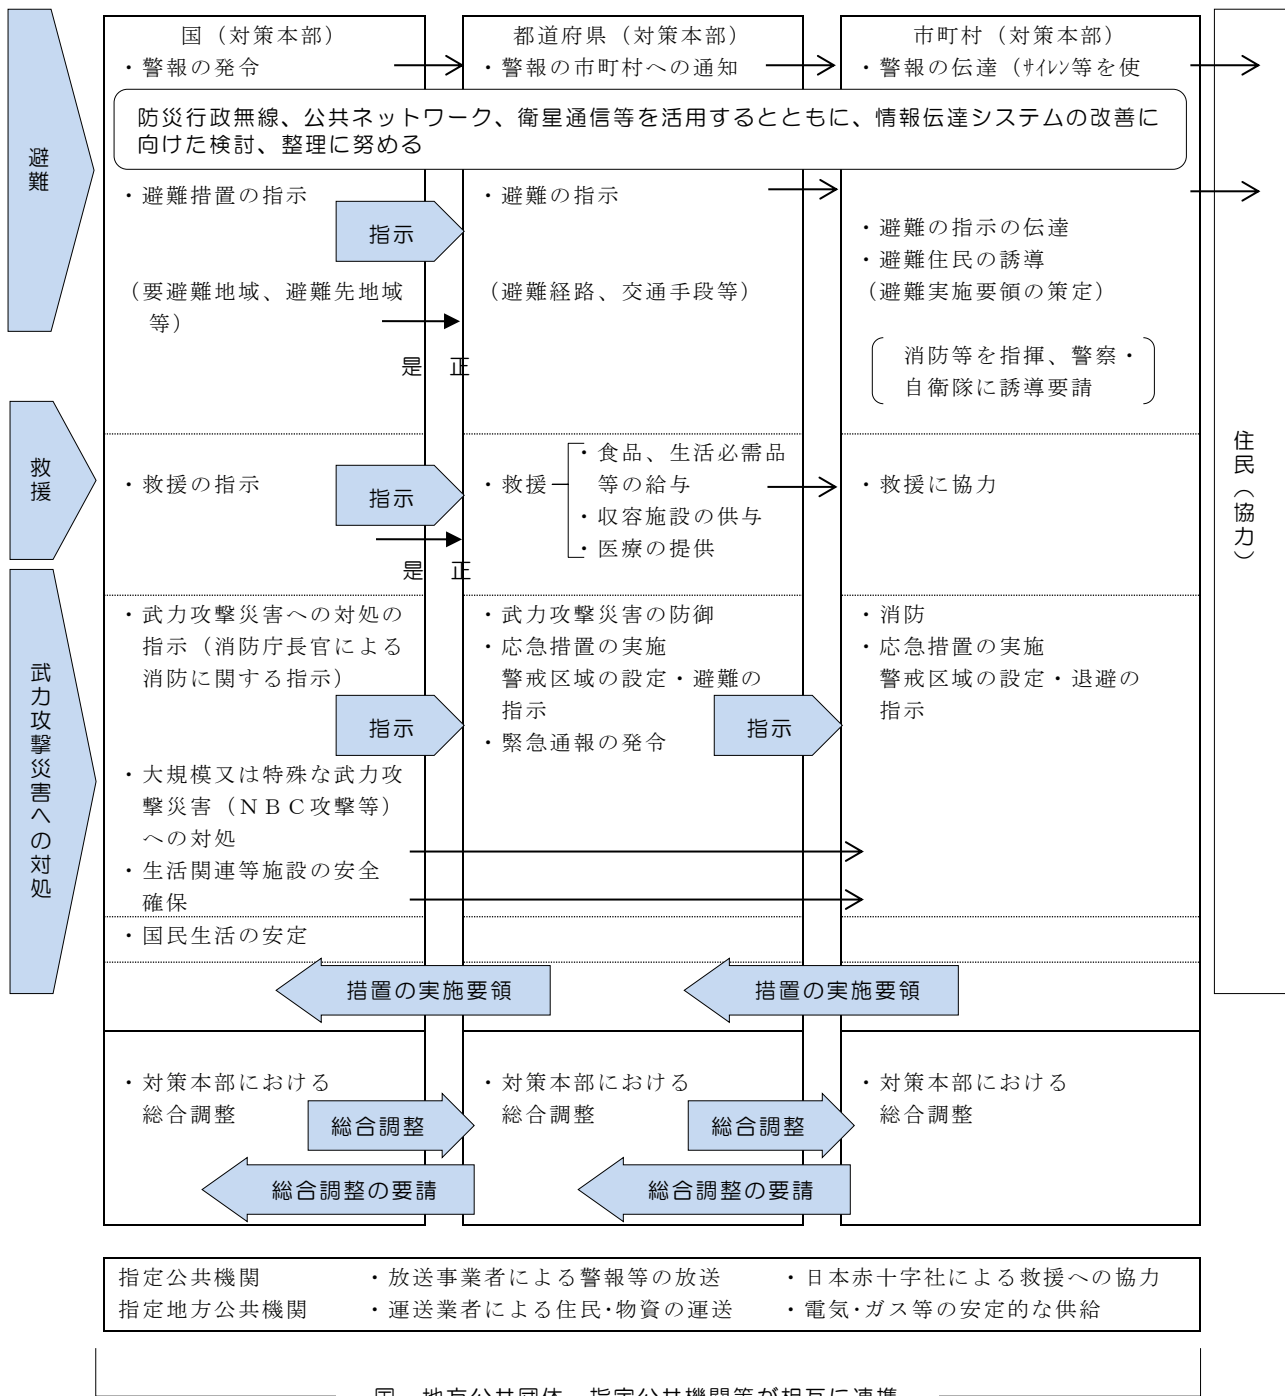 避難
国（対策本部）
・警報の発令
都道府県（対策本部）
・警報の市町村への通知
市町村（対策本部）
・警報の伝達（ｻｲﾚﾝ等を使
防災行政無線、公共ネットワーク、衛星通信等を活用するとともに、情報伝達システムの改善に
向けた検討、整理に努める
・避難措置の指示
指示
（要避難地域、避難先地域
等）
是　正
・避難の指示
（避難経路、交通手段等）
・避難の指示の伝達
・避難住民の誘導
（避難実施要領の策定）
消防等を指揮、警察・
自衛隊に誘導要請
救援
・救援の指示
指示
是　正
・救援
・食品、生活必需品
等の給与
・収容施設の供与
・医療の提供
・救援に協力
住民（協力）
武力攻撃災害への対処
・武力攻撃災害への対処の
指示（消防庁長官による
消防に関する指示）
指示
・大規模又は特殊な武力攻
撃災害（ＮＢＣ攻撃等）
への対処
・生活関連等施設の安全
確保
・国民生活の安定
・武力攻撃災害の防御
・応急措置の実施
警戒区域の設定・避難の
指示
・緊急通報の発令
指示
・消防
・応急措置の実施
警戒区域の設定・退避の
指示
措置の実施要領
措置の実施要領
・対策本部における
総合調整
総合調整
総合調整の要請
・対策本部における
総合調整
総合調整
総合調整の要請
・対策本部における
総合調整
指定公共機関　・放送事業者による警報等の放送　・日本赤十字社による救援への協力
指定地方公共機関　・運送業者による住民･物資の運送　・電気･ガス等の安定的な供給
国、地方公共団体、指定公共機関等が相互に連携